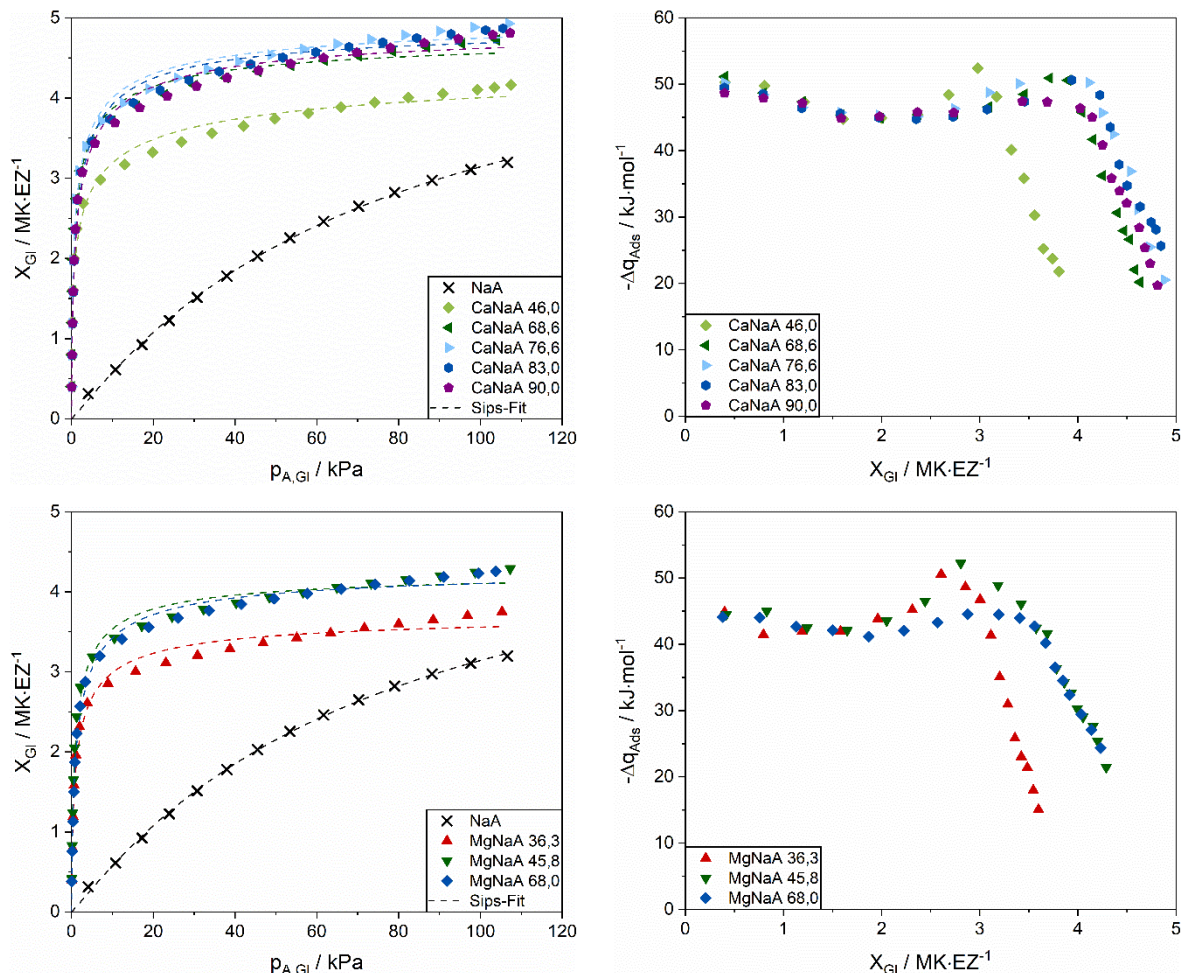 X_GI / MK·EZ⁻¹
5
4
3
2
1
0
NaA
CaNaA 46,0
CaNaA 68,6
CaNaA 76,6
CaNaA 83,0
CaNaA 90,0
Sips-Fit
0 20 40 60 80 100 120
p_A,GI / kPa
-Δq_Ads / kJ·mol⁻¹
60
50
40
30
20
10
0
CaNaA 46,0
CaNaA 68,6
CaNaA 76,6
CaNaA 83,0
CaNaA 90,0
0 1 2 3 4 5
X_GI / MK·EZ⁻¹
X_GI / MK·EZ⁻¹
5
4
3
2
1
0
NaA
MgNaA 36,3
MgNaA 45,8
MgNaA 68,0
Sips-Fit
0 20 40 60 80 100 120
p_A,GI / kPa
-Δq_Ads / kJ·mol⁻¹
60
50
40
30
20
10
0
MgNaA 36,3
MgNaA 45,8
MgNaA 68,0
0 1 2 3 4 5
X_GI / MK·EZ⁻¹